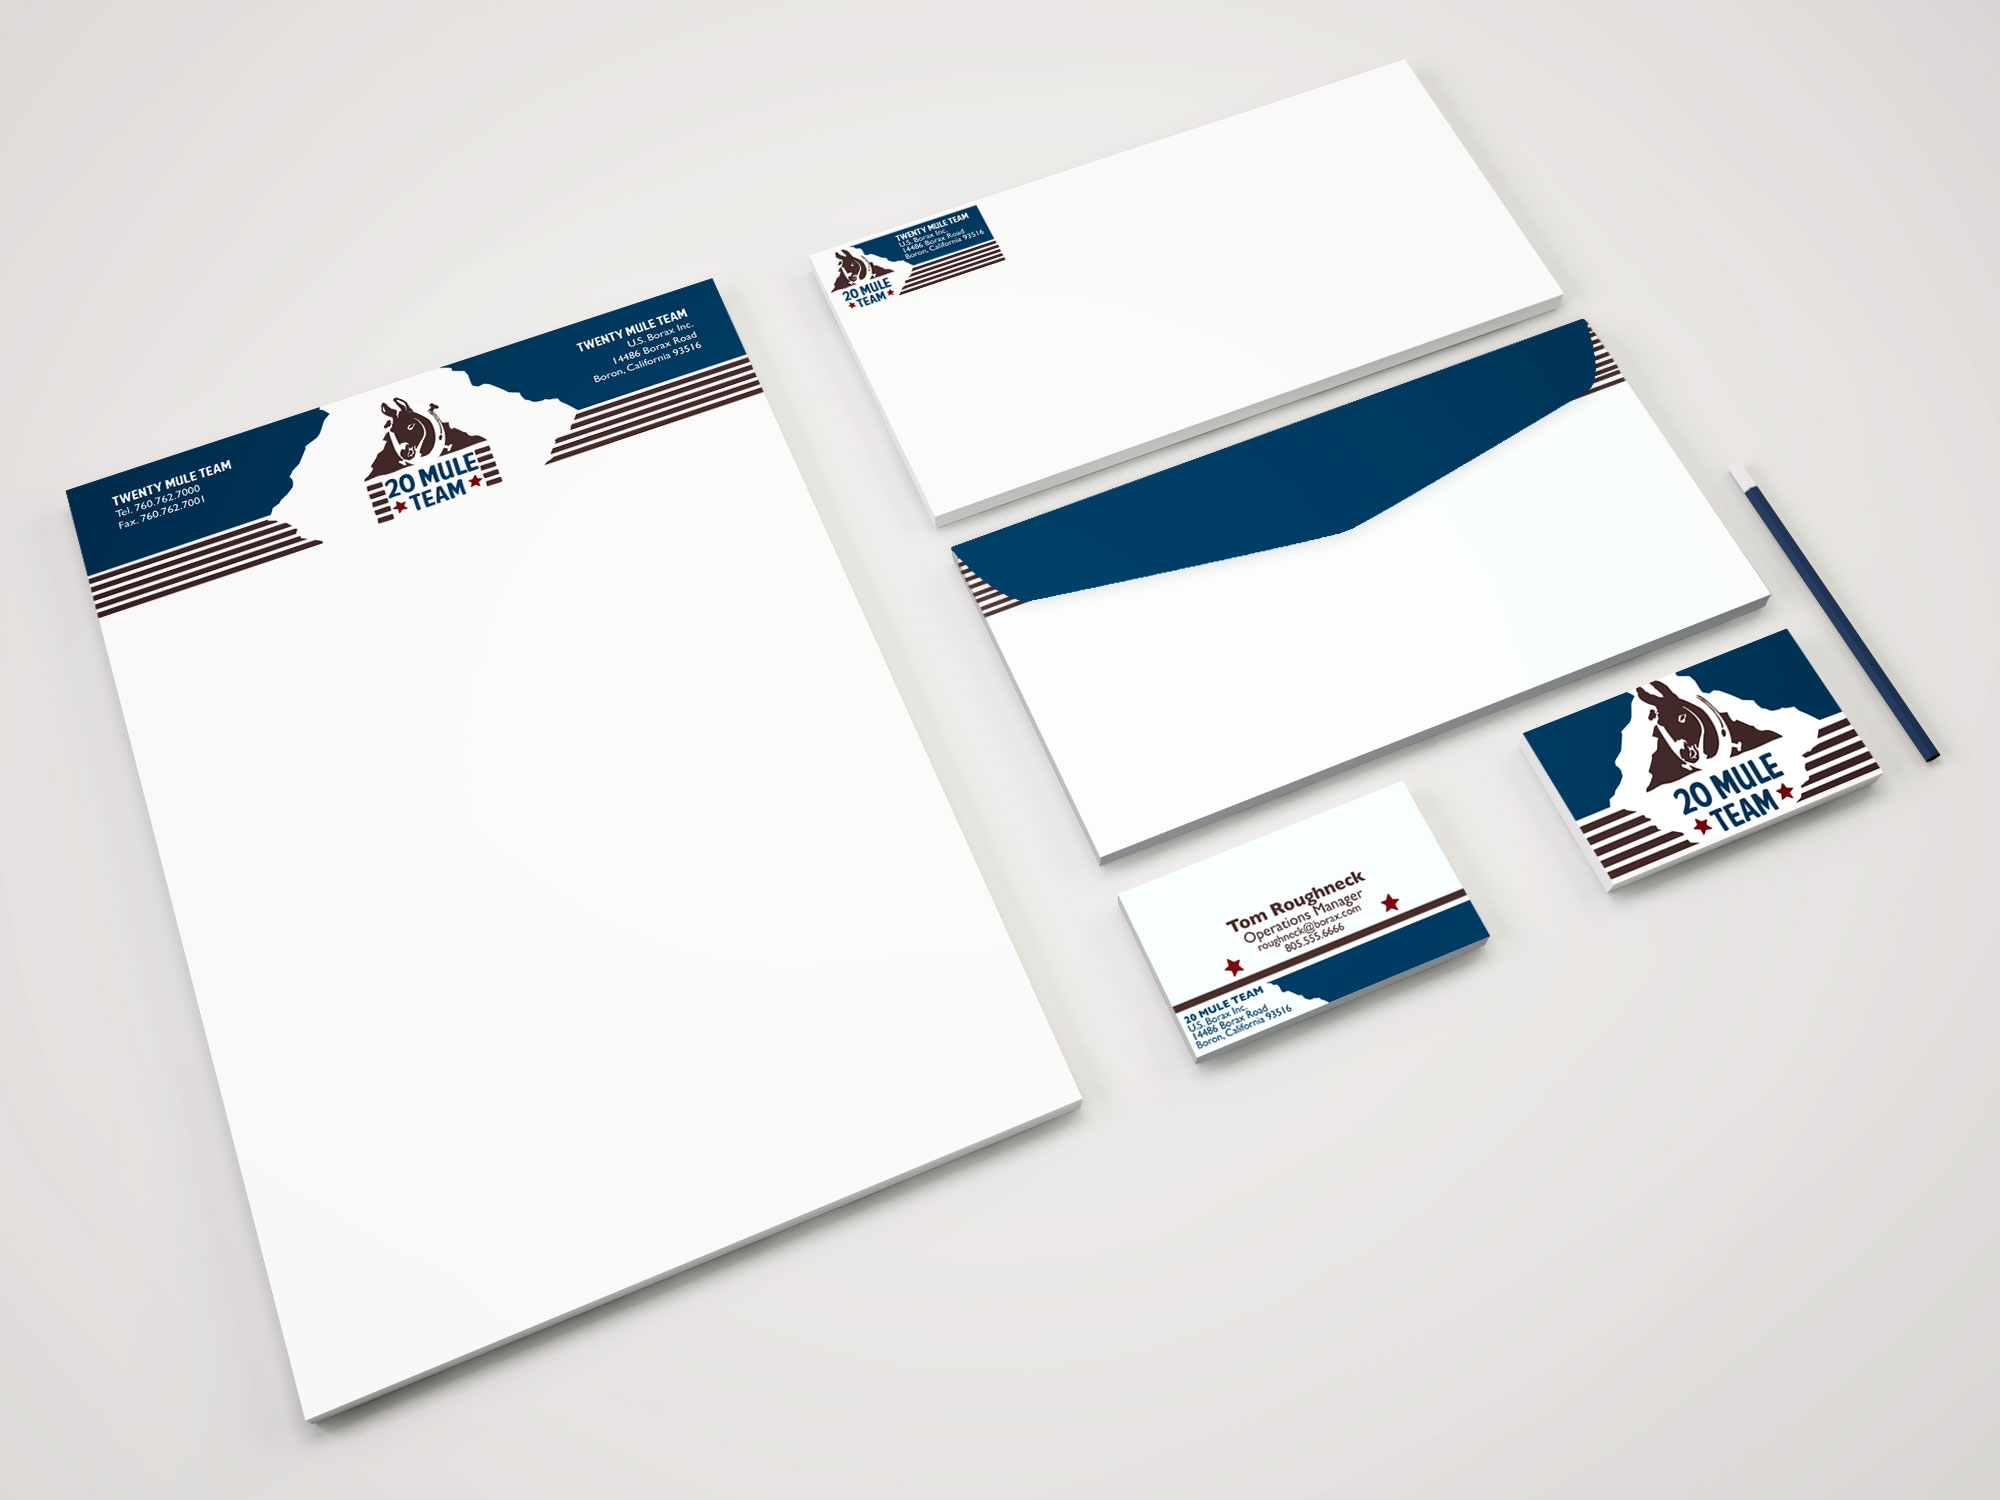 TWENTY MULE TEAM
Tel. 760.762.7000
Fax. 760.762.7001
20 MULE
TEAM
TWENTY MULE TEAM
U.S. Borax Inc.
14486 Borax Road
Boron, California 93516
20 MULE
TEAM
TWENTY MULE TEAM
U.S. Borax Inc.
14486 Borax Road
Boron, California 93516
Tom Roughneck
Operations Manager
roughneck@borax.com
805.555.6666
20 MULE TEAM
U.S. Borax Inc.
14486 Borax Road
Boron, California 93516
20 MULE
TEAM